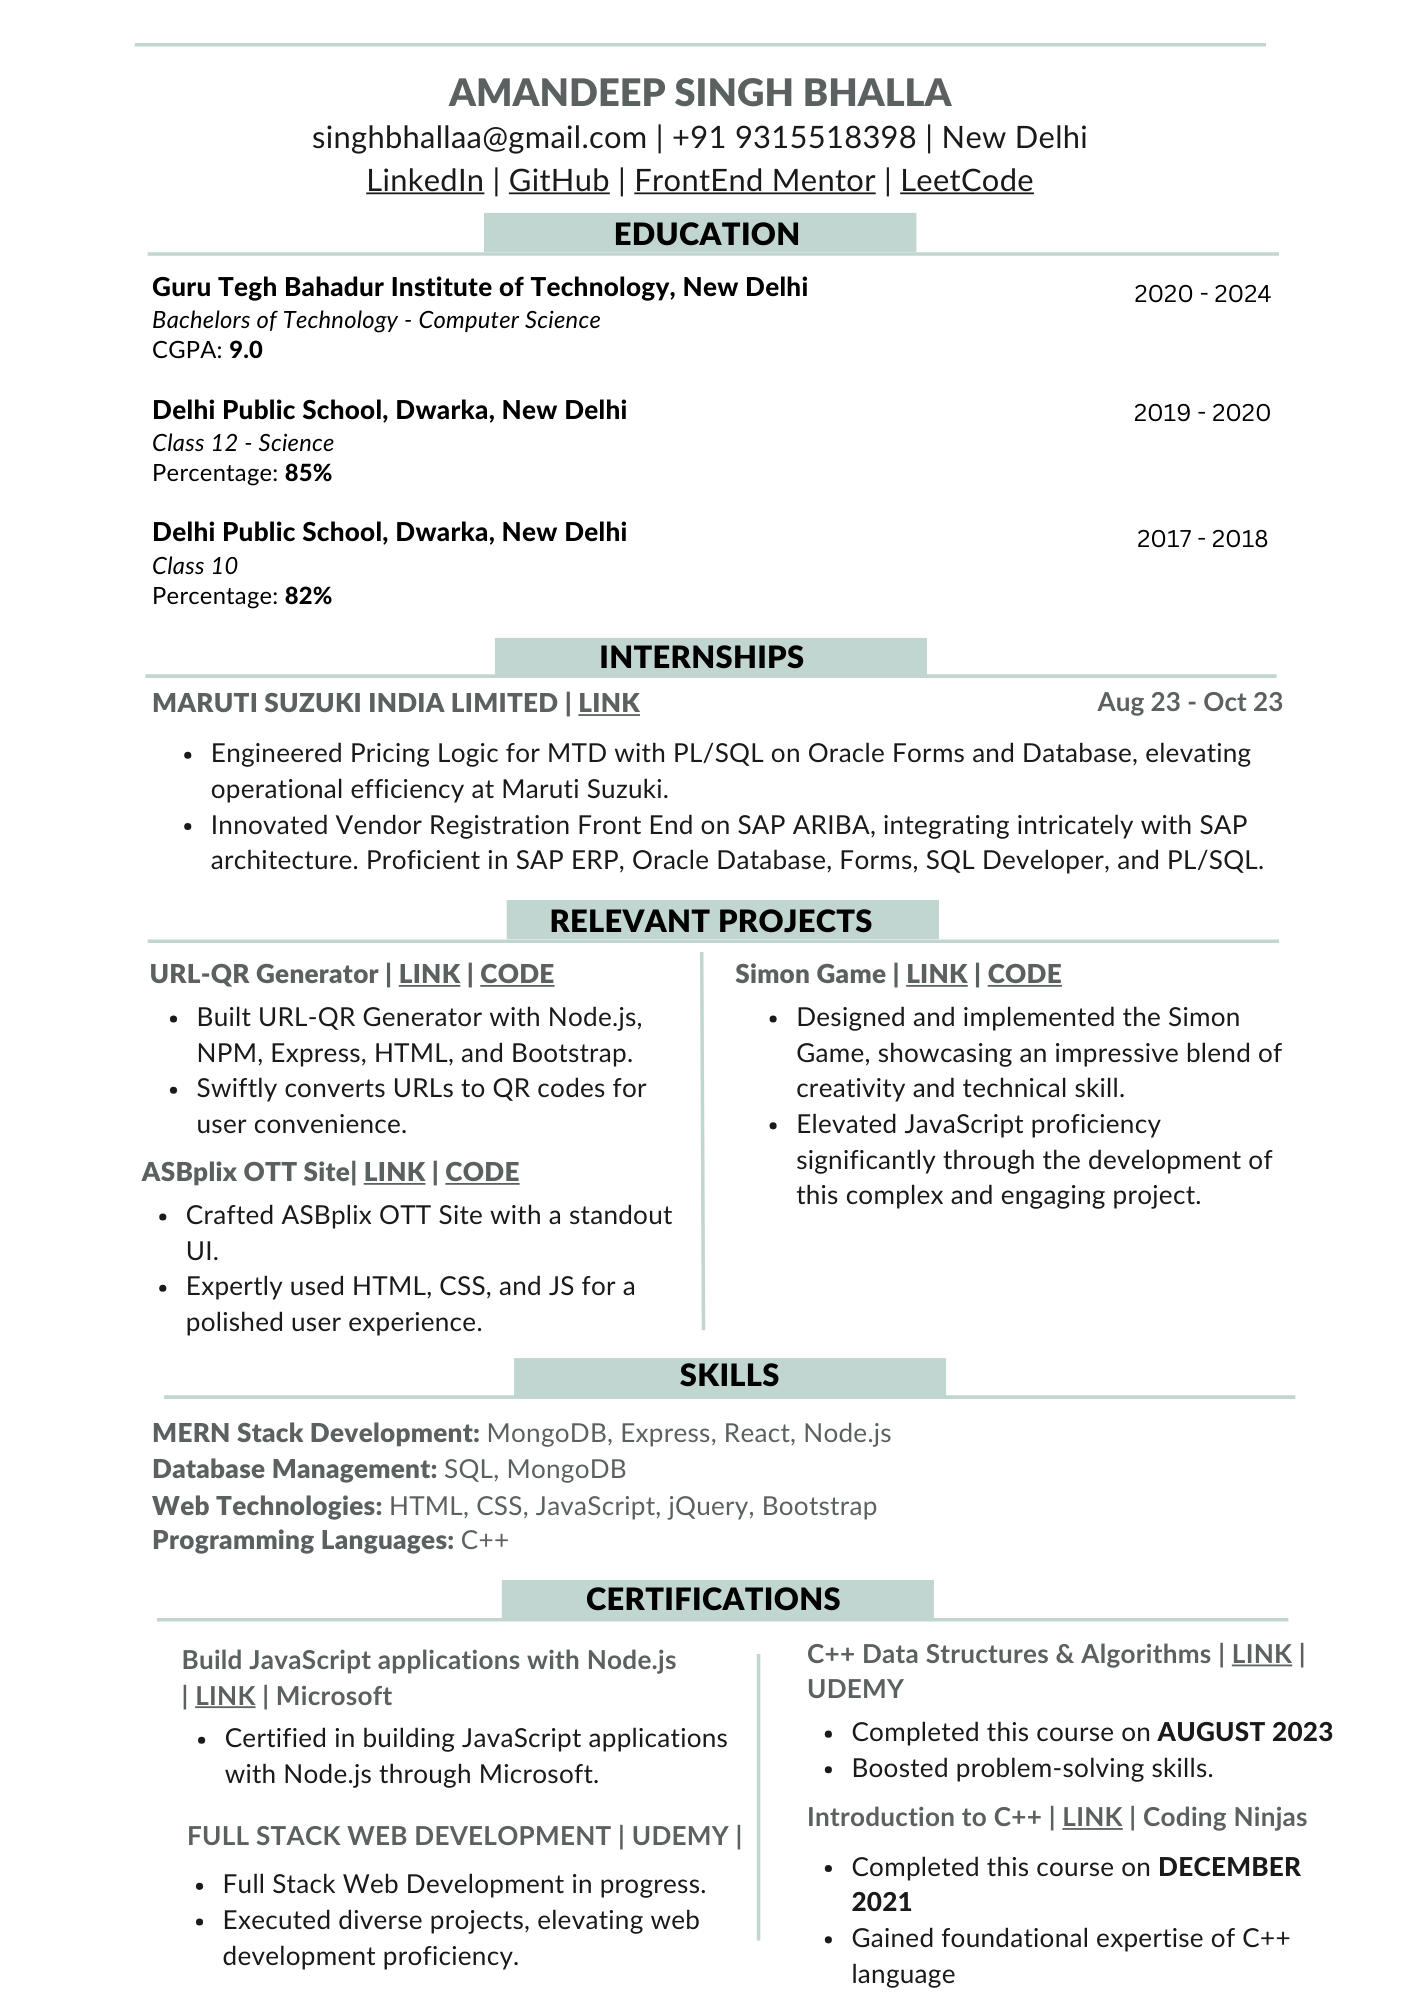 AMANDEEP SINGH BHALLA
singhbhallaa@gmail.com | +91 9315518398 | New Delhi
LinkedIn | GitHub | FrontEnd Mentor | LeetCode
EDUCATION
Guru Tegh Bahadur Institute of Technology, New Delhi
2020 - 2024
Bachelors of Technology - Computer Science
CGPA: 9.0
Delhi Public School, Dwarka, New Delhi
2019 - 2020
Class 12 - Science
Percentage: 85%
Delhi Public School, Dwarka, New Delhi
2017 - 2018
Class 10
Percentage: 82%
INTERNSHIPS
MARUTI SUZUKI INDIA LIMITED | LINK
Aug 23 - Oct 23
• Engineered Pricing Logic for MTD with PL/SQL on Oracle Forms and Database, elevating
operational efficiency at Maruti Suzuki.
• Innovated Vendor Registration Front End on SAP ARIBA, integrating intricately with SAP
architecture. Proficient in SAP ERP, Oracle Database, Forms, SQL Developer, and PL/SQL.
RELEVANT PROJECTS
URL-QR Generator | LINK | CODE
• Built URL-QR Generator with Node.js,
NPM, Express, HTML, and Bootstrap.
• Swiftly converts URLs to QR codes for
user convenience.
ASBplix OTT Site| LINK | CODE
• Crafted ASBplix OTT Site with a standout
UI.
• Expertly used HTML, CSS, and JS for a
polished user experience.
Simon Game | LINK | CODE
• Designed and implemented the Simon
Game, showcasing an impressive blend of
creativity and technical skill.
• Elevated JavaScript proficiency
significantly through the development of
this complex and engaging project.
SKILLS
MERN Stack Development: MongoDB, Express, React, Node.js
Database Management: SQL, MongoDB
Web Technologies: HTML, CSS, JavaScript, jQuery, Bootstrap
Programming Languages: C++
CERTIFICATIONS
Build JavaScript applications with Node.js
| LINK | Microsoft
• Certified in building JavaScript applications
with Node.js through Microsoft.
FULL STACK WEB DEVELOPMENT | UDEMY |
• Full Stack Web Development in progress.
• Executed diverse projects, elevating web
development proficiency.
C++ Data Structures & Algorithms | LINK |
UDEMY
• Completed this course on AUGUST 2023
• Boosted problem-solving skills.
Introduction to C++ | LINK | Coding Ninjas
• Completed this course on DECEMBER
2021
• Gained foundational expertise of C++
language